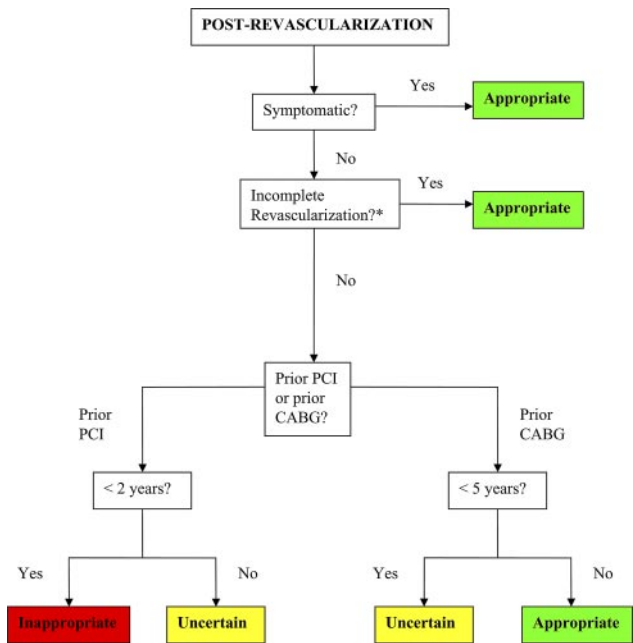 POST-REVASCULARIZATION
Yes
Appropriate
Symptomatic?
No
Incomplete
Revascularization?*
Yes
Appropriate
No
Prior PCI
or prior
CABG?
Prior
PCI
Prior
CABG
< 2 years?
< 5 years?
Yes
No
Yes
No
Inappropriate
Uncertain
Uncertain
Appropriate